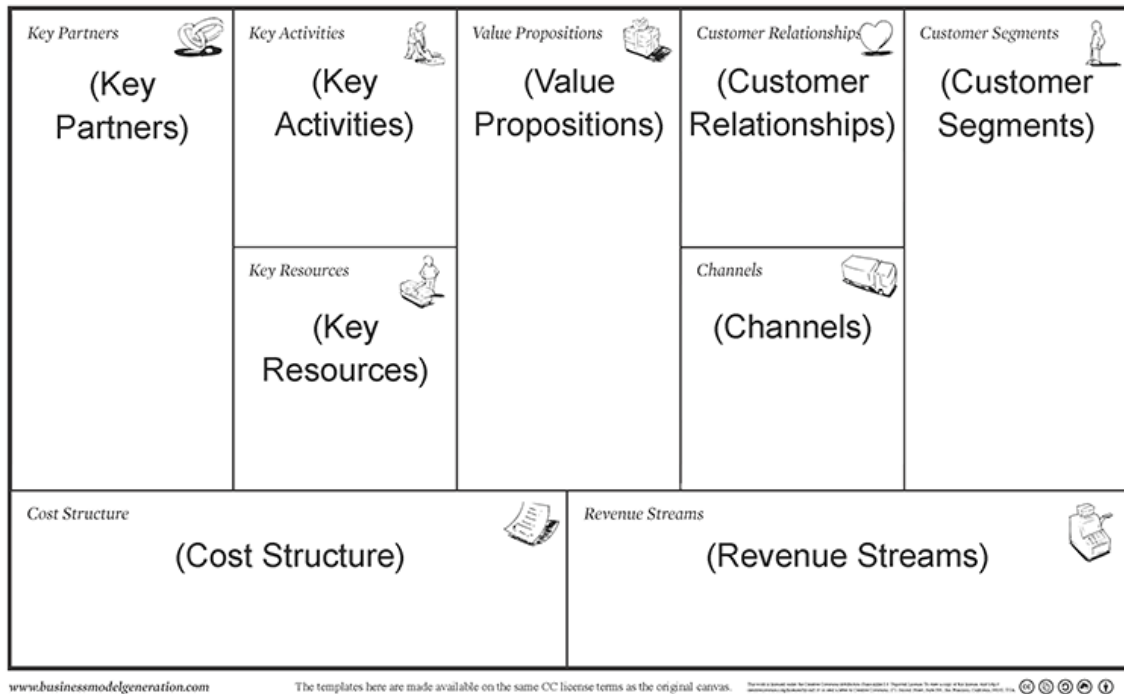 Key Partners
(Key
Partners)
Key Activities
(Key
Activities)
Key Resources
(Key
Resources)
Value Propositions
(Value
Propositions)
Customer Relationships
(Customer
Relationships)
Channels
(Channels)
Customer Segments
(Customer
Segments)
Cost Structure
(Cost Structure)
Revenue Streams
(Revenue Streams)
www.businessmodelgeneration.com
The templates here are made available on the same CC license terms as the original canvas.